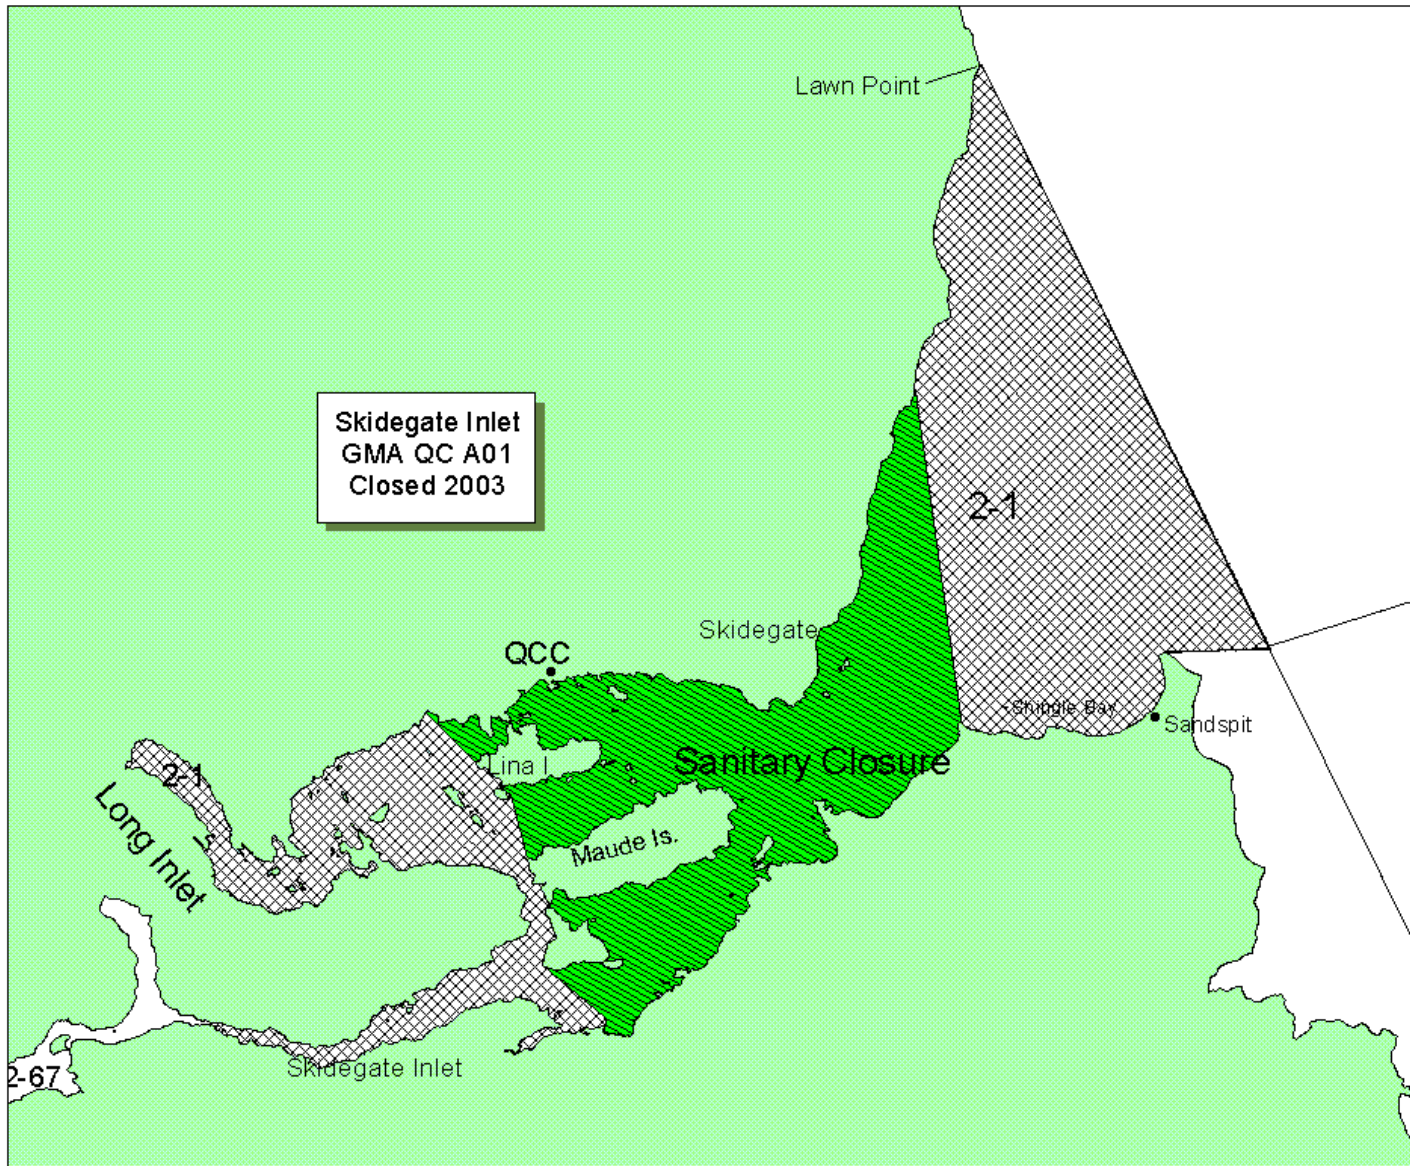 Lawn Point
Skidegate Inlet
GMA QC A01
Closed 2003
2-1
Skidegate
QCC
Shingle Bay
Sandspit
Sanitary Closure
Lina I
2-1
Long Inlet
Maude Is.
Skidegate Inlet
2-67